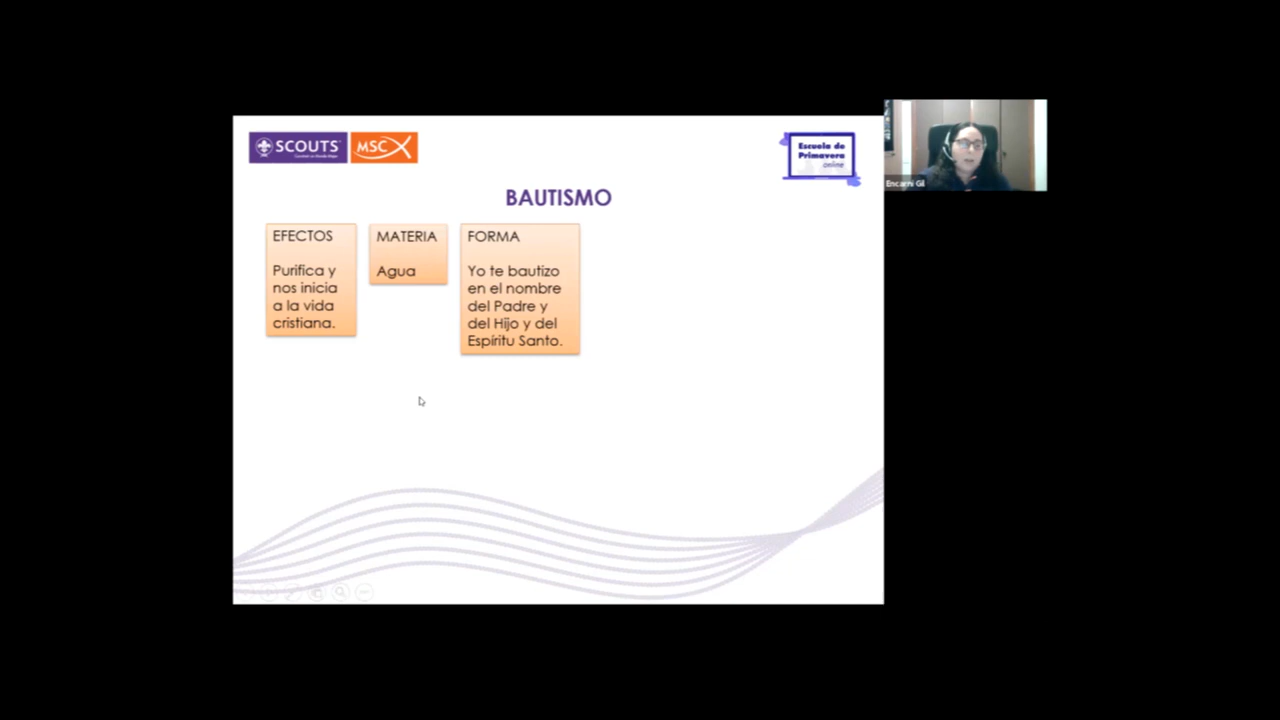 SCOUTS
MSC
Escuela de
Primavera
online
BAUTISMO
EFECTOS
Purifica y
nos inicia
a la vida
cristiana.
MATERIA
Agua
FORMA
Yo te bautizo
en el nombre
del Padre y
del Hijo y del
Espíritu Santo.
Encarni Gil